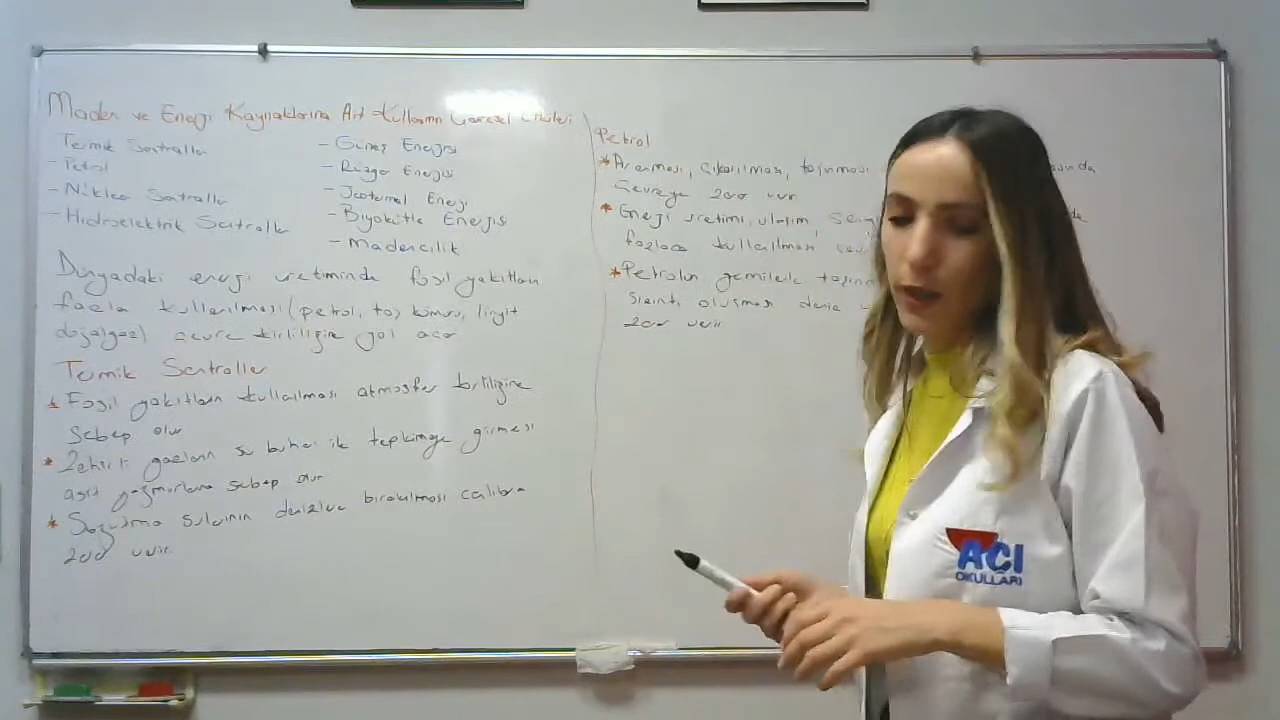 Maden ve Enerji Kaynaklarına Ait Kullanımın Çevresel Etkileri
Termik Santraller
- Petrol
- Nükleer Santraller
- Hidroelektrik Santraller
- Güneş Enerjisi
- Rüzgar Enerjisi
- Jeotermal Enerji
- Biyokütle Enerjisi
- Madencilik
Dünyadaki enerji üretiminde fosil yakıtların
fazla kullanılması (petrol, taş kömürü, linyit
doğalgaz) çevre kirliliğine yol açar
Termik Santraller
* Fosil yakıtların kullanılması atmosfer kirliliğine
sebep olur
* Zehirli gazların su buharı ile tepkimeye girmesi
asit yağmurlarına sebep olur
* Soğutma sularının denizlere bırakılması canlılara
zarar verir.
Petrol
* Aranması, çıkarılması, taşınması
çevreye zarar verir
* Enerji üretimi, ulaşım,
fazlaca kullanılması
* Petrolün gemilerle
sızıntı oluşması deniz
zarar verir
AÇI
OKULLARI